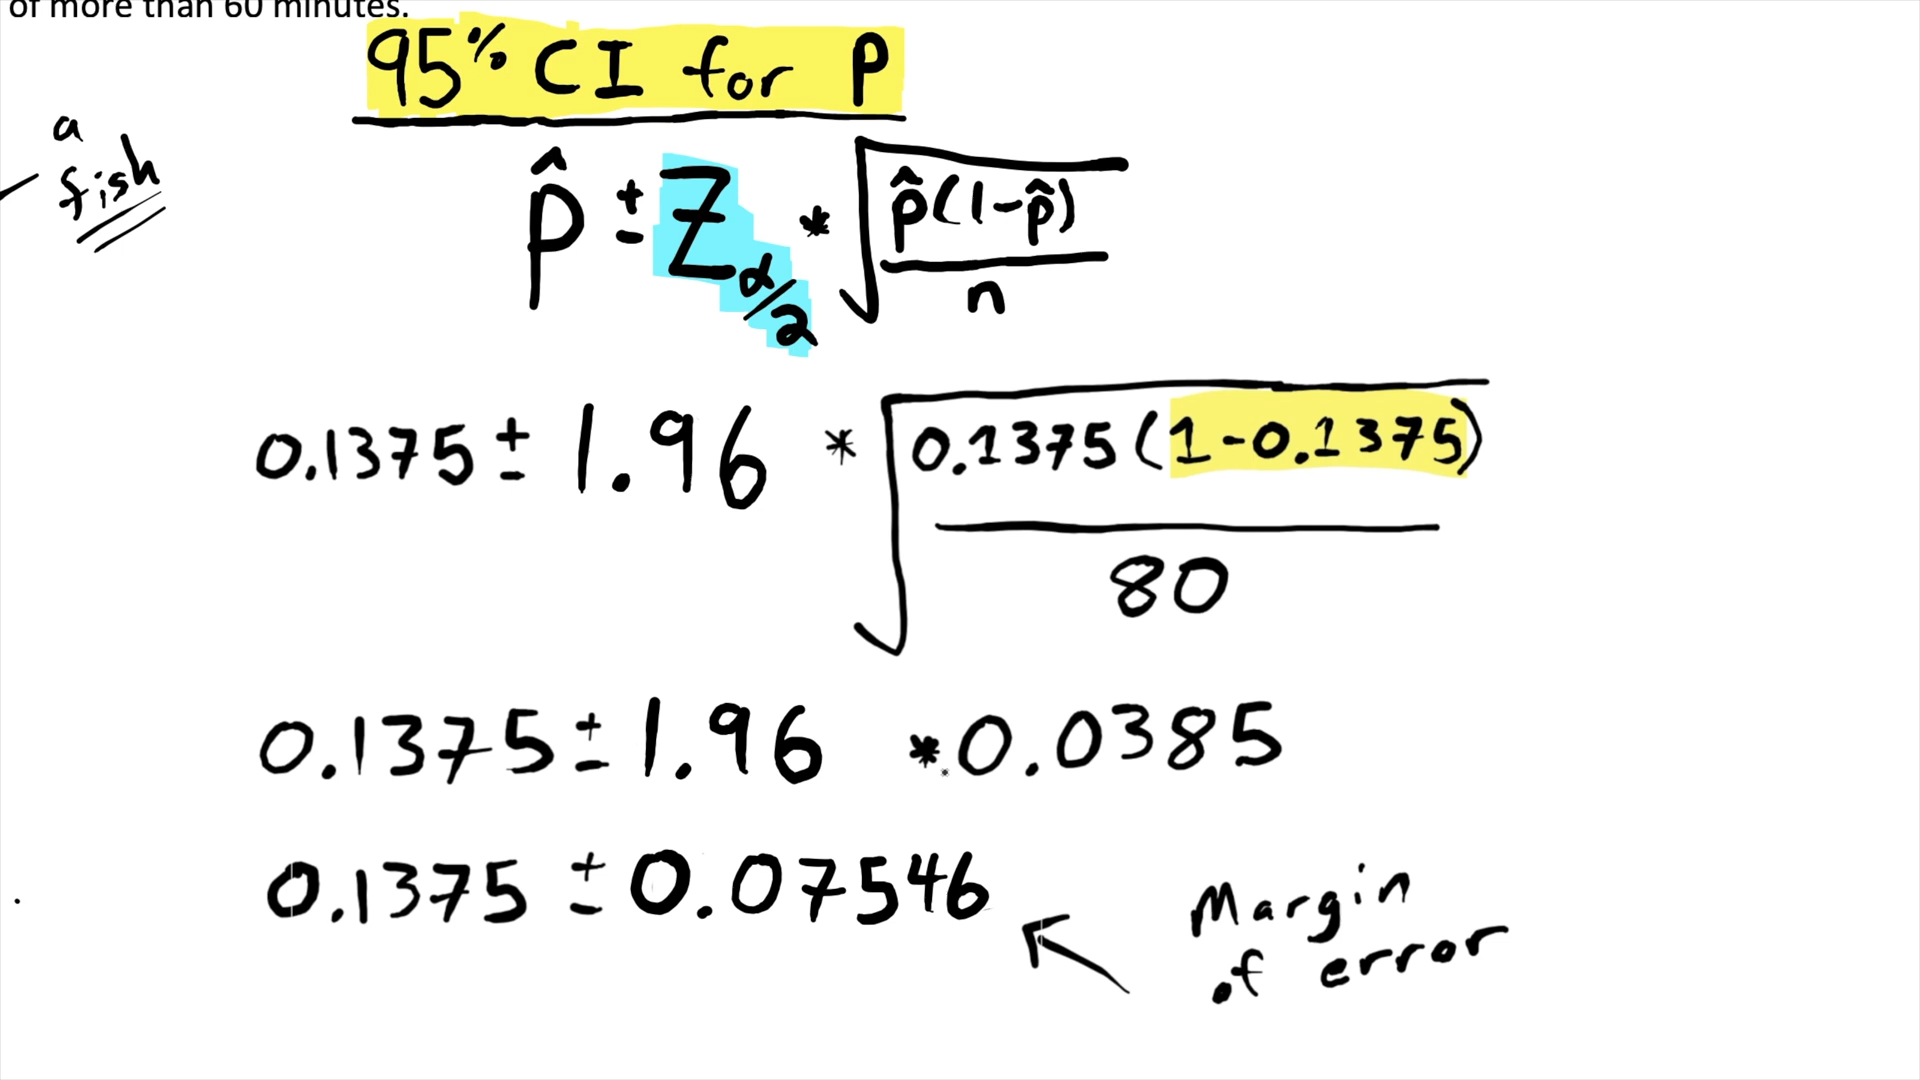 of more than 60 minutes.
95% CI for P
a
fish
p̂ ± Z α/2 * √ p̂(1-p̂)
n
0.1375 ± 1.96 * √ 0.1375 (1-0.1375)
80
0.1375 ± 1.96 * 0.0385
0.1375 ± 0.07546
Margin
of error